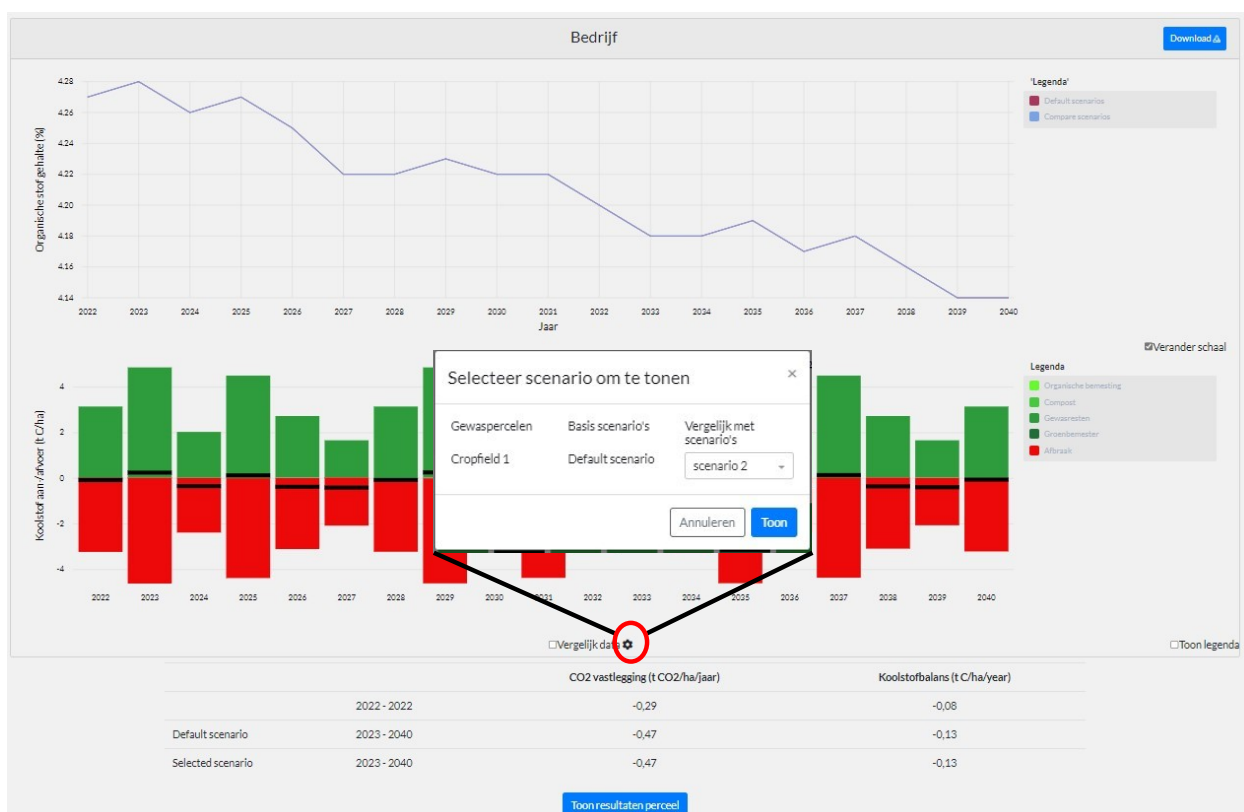 Bedrijf
Download
4.28
4.26
4.24
4.22
4.20
4.18
4.16
4.14
Organische stof gehalte (%)
2022 2023 2024 2025 2026 2027 2028 2029 2030 2031 2032 2033 2034 2035 2036 2037 2038 2039 2040
Jaar
'Legenda'
Default scenarios
Compare scenarios
Verander schaal
4
2
0
-2
-4
Koolstof aan-/afvoer (t C/ha)
2022 2023 2024 2025 2026 2027 2028 2029 2030 2031 2032 2033 2034 2035 2036 2037 2038 2039 2040
Legenda
Organische bemesting
Compost
Gewasresten
Groenbemester
Afbraak
Selecteer scenario om te tonen ×
Gewaspercelen Basis scenario's Vergelijk met
scenario's
Cropfield 1 Default scenario scenario 2
Annuleren Toon
Vergelijk data
Toon legenda
CO2 vastlegging (t CO2/ha/jaar) Koolstofbalans (t C/ha/year)
2022 - 2022 -0,29 -0,08
Default scenario 2023 - 2040 -0,47 -0,13
Selected scenario 2023 - 2040 -0,47 -0,13
Toon resultaten perceel